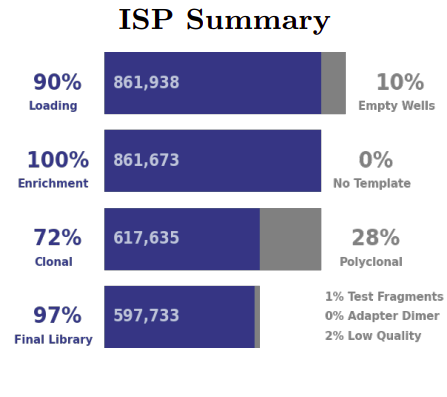 ISP Summary
90%
Loading
861,938
10%
Empty Wells
100%
Enrichment
861,673
0%
No Template
72%
Clonal
617,635
28%
Polyclonal
97%
Final Library
597,733
1% Test Fragments
0% Adapter Dimer
2% Low Quality